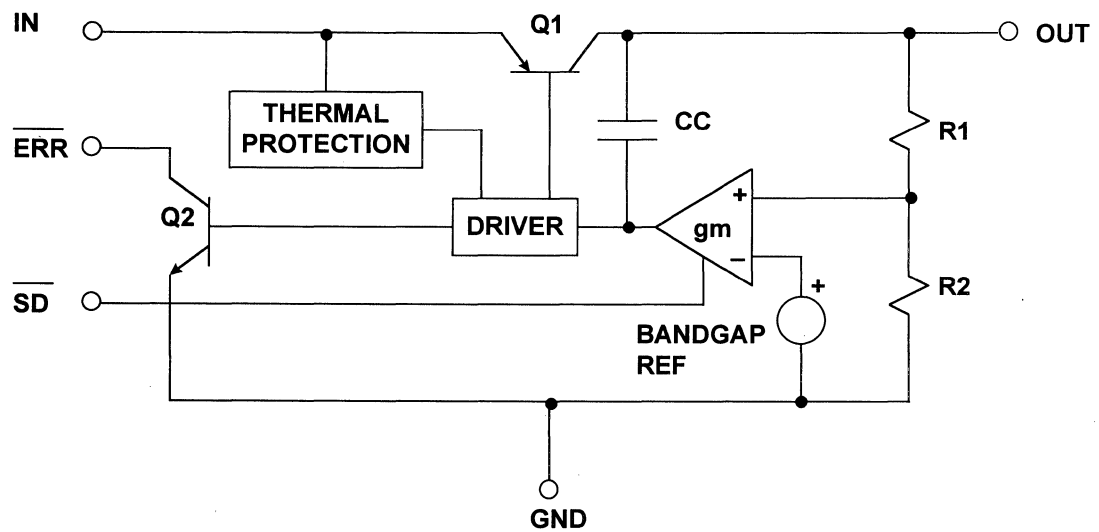 IN
Q1
OUT
THERMAL
PROTECTION
CC
R1
ERR
Q2
DRIVER
+
gm
−
SD
+
R2
BANDGAP
REF
GND